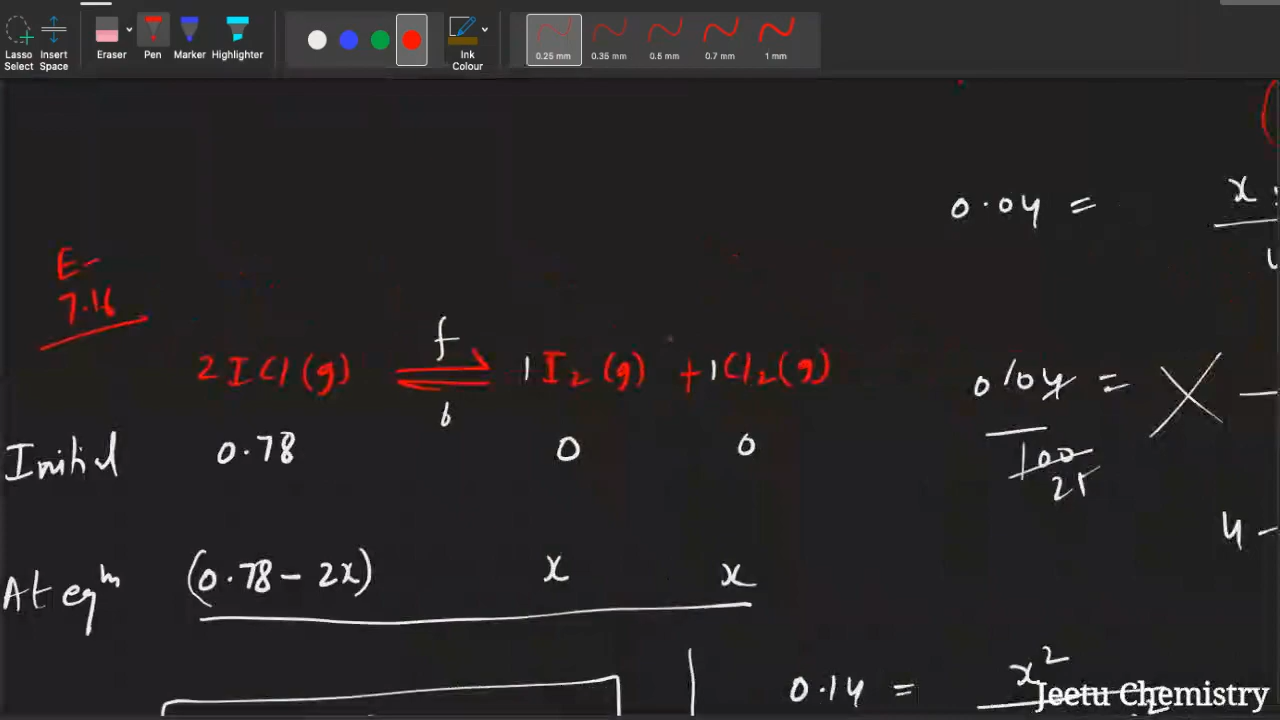 Lasso Select
Insert Space
Eraser
Pen
Marker
Highlighter
Ink Colour
0.25 mm
0.35 mm
0.5 mm
0.7 mm
1 mm
0.04 = x
E-
7.16
f
2ICl(g) ⇌ 1I₂(g) + 1Cl₂(g)
b
0/04 =
100
25
Initial 0.78 0 0
4 -
At eqᵐ (0.78 - 2x) x x
0.14 = x²
Jeetu Chemistry